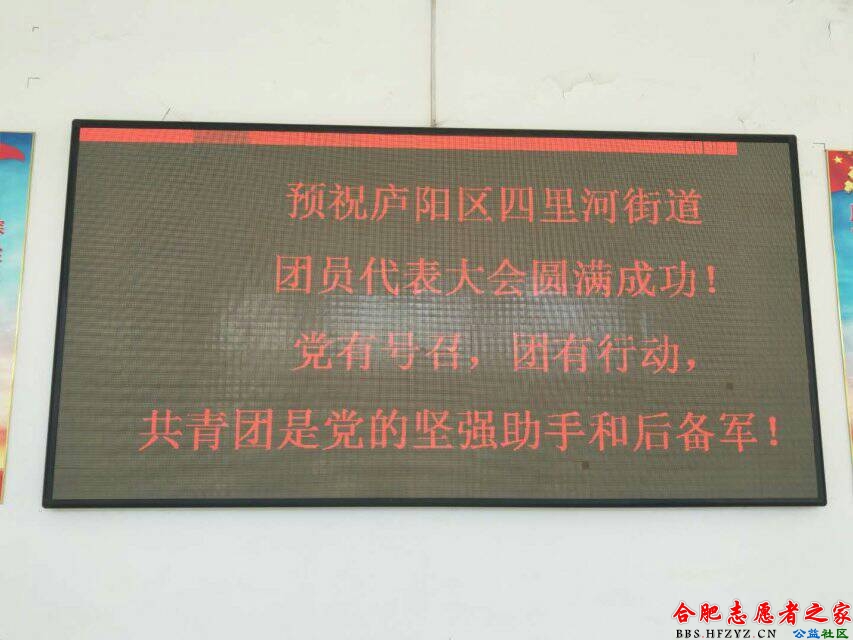 预祝庐阳区四里河街道
团员代表大会圆满成功！
党有号召，团有行动，
共青团是党的坚强助手和后备军！
合肥志愿者之家
BBS.HFZYZ.CN 公益社区